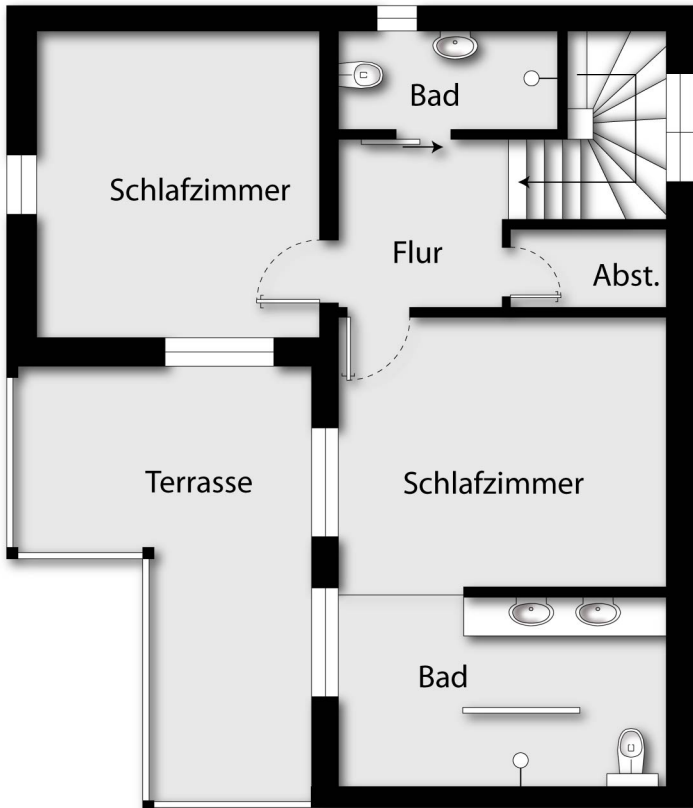 Bad
Schlafzimmer
Flur
Abst.
Terrasse
Schlafzimmer
Bad